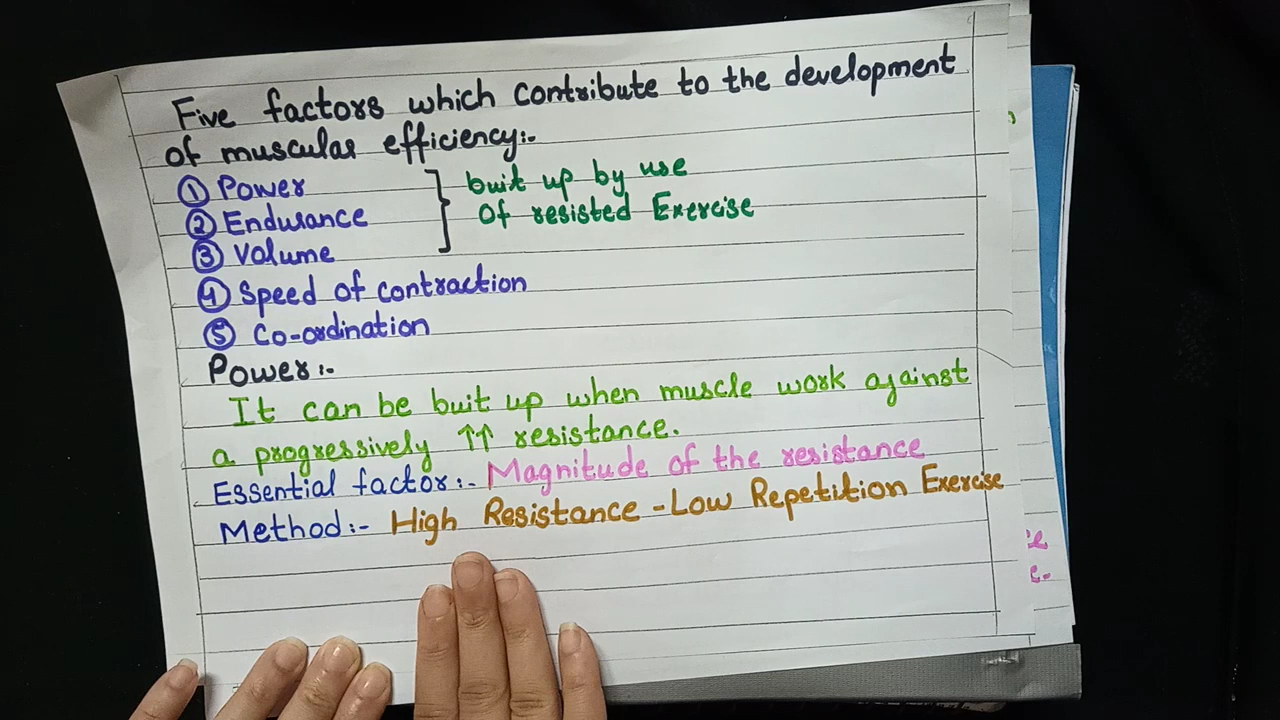 Five factors which contribute to the development
of muscular efficiency:-
① Power
② Endurance
③ Volume
} buit up by use
of resisted Exercise
④ Speed of contraction
⑤ Co-ordination
Power:-
It can be buit up when muscle work against
a progressively ↑↑ resistance.
Essential factor:- Magnitude of the resistance
Method:- High Resistance - Low Repetition Exercise